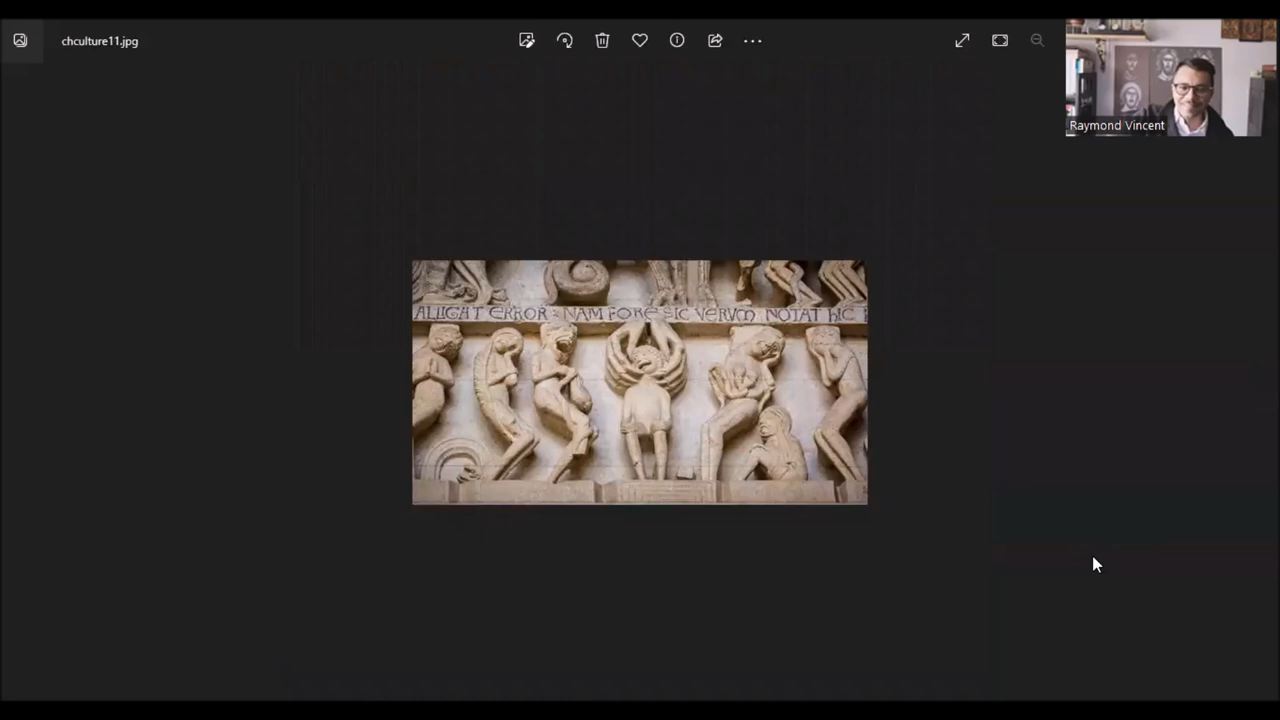 chculture11.jpg
Raymond Vincent
ALLIGAT ERROR : NAM FORE SIC VERVM NOTAT HIC